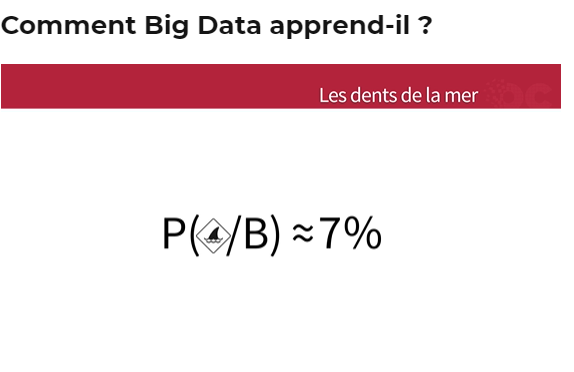 Comment Big Data apprend-il ?
Les dents de la mer
P(/B) ≈ 7%